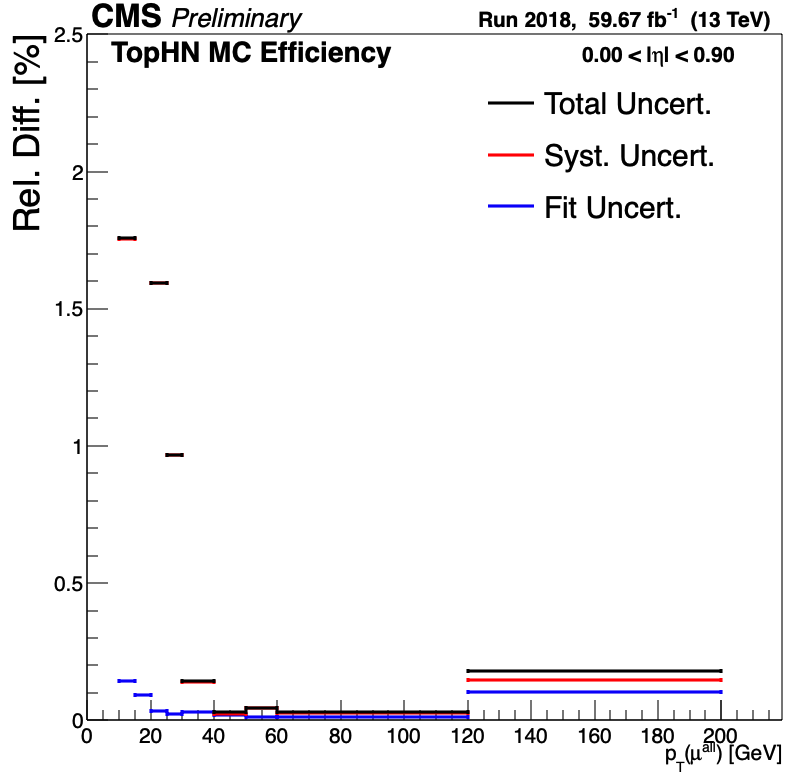 CMS Preliminary
Run 2018, 59.67 fb⁻¹ (13 TeV)
TopHN MC Efficiency
0.00 < |η| < 0.90
Total Uncert.
Syst. Uncert.
Fit Uncert.
Rel. Diff. [%]
2.5
2
1.5
1
0.5
0
0 20 40 60 80 100 120 140 160 180 200
p_T(μ^all) [GeV]